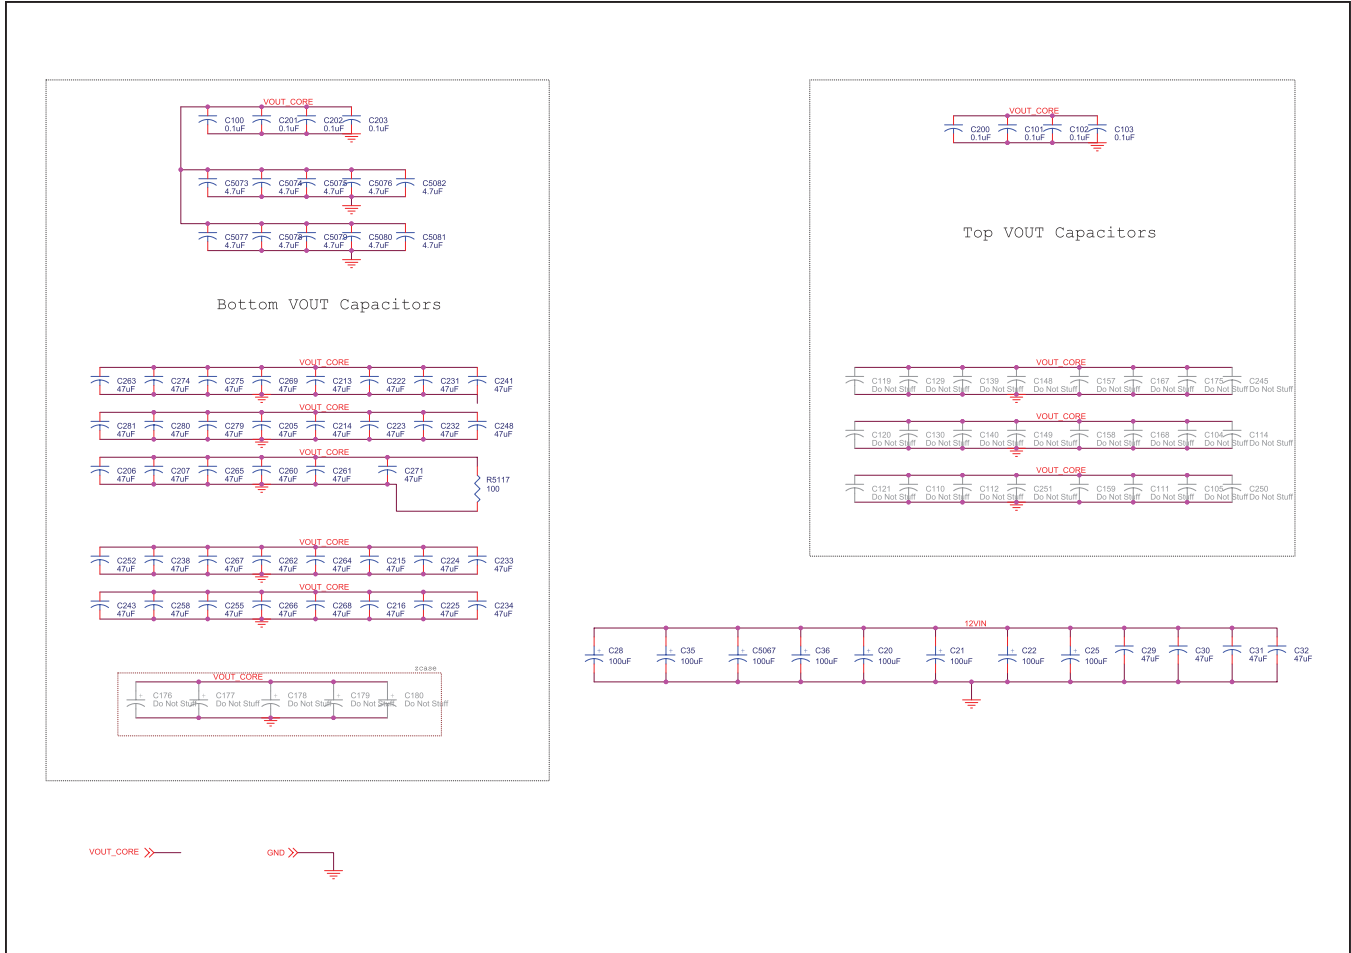 VOUT_CORE
C100 C201 C202 C203
0.1uF 0.1uF 0.1uF 0.1uF
C5073 C5074 C5075 C5076 C5082
4.7uF 4.7uF 4.7uF 4.7uF 4.7uF
C5077 C5078 C5079 C5080 C5081
4.7uF 4.7uF 4.7uF 4.7uF 4.7uF
Bottom VOUT Capacitors
VOUT_CORE
C263 C274 C275 C269 C213 C222 C231 C241
47uF 47uF 47uF 47uF 47uF 47uF 47uF 47uF
VOUT_CORE
C281 C280 C279 C205 C214 C223 C232 C248
47uF 47uF 47uF 47uF 47uF 47uF 47uF 47uF
VOUT_CORE
C206 C207 C265 C260 C261 C271
47uF 47uF 47uF 47uF 47uF 47uF
R5117
100
VOUT_CORE
C252 C238 C267 C262 C264 C215 C224 C233
47uF 47uF 47uF 47uF 47uF 47uF 47uF 47uF
VOUT_CORE
C243 C258 C255 C266 C268 C216 C225 C234
47uF 47uF 47uF 47uF 47uF 47uF 47uF 47uF
zcase
VOUT_CORE
C176 C177 C178 C179 C180
Do Not Stuff Do Not Stuff Do Not Stuff Do Not Stuff Do Not Stuff
VOUT_CORE
GND
VOUT_CORE
C200 C101 C102 C103
0.1uF 0.1uF 0.1uF 0.1uF
Top VOUT Capacitors
VOUT_CORE
C119 C129 C139 C148 C157 C167 C175 C245
Do Not Stuff Do Not Stuff Do Not Stuff Do Not Stuff Do Not Stuff Do Not Stuff Do Not Stuff Do Not Stuff
VOUT_CORE
C120 C130 C140 C149 C158 C168 C104 C114
Do Not Stuff Do Not Stuff Do Not Stuff Do Not Stuff Do Not Stuff Do Not Stuff Do Not Stuff Do Not Stuff
VOUT_CORE
C121 C110 C112 C251 C159 C111 C105 C250
Do Not Stuff Do Not Stuff Do Not Stuff Do Not Stuff Do Not Stuff Do Not Stuff Do Not Stuff Do Not Stuff
12VIN
C28 C35 C5067 C36 C20 C21 C22 C25 C29 C30 C31 C32
100uF 100uF 100uF 100uF 100uF 100uF 100uF 100uF 47uF 47uF 47uF 47uF